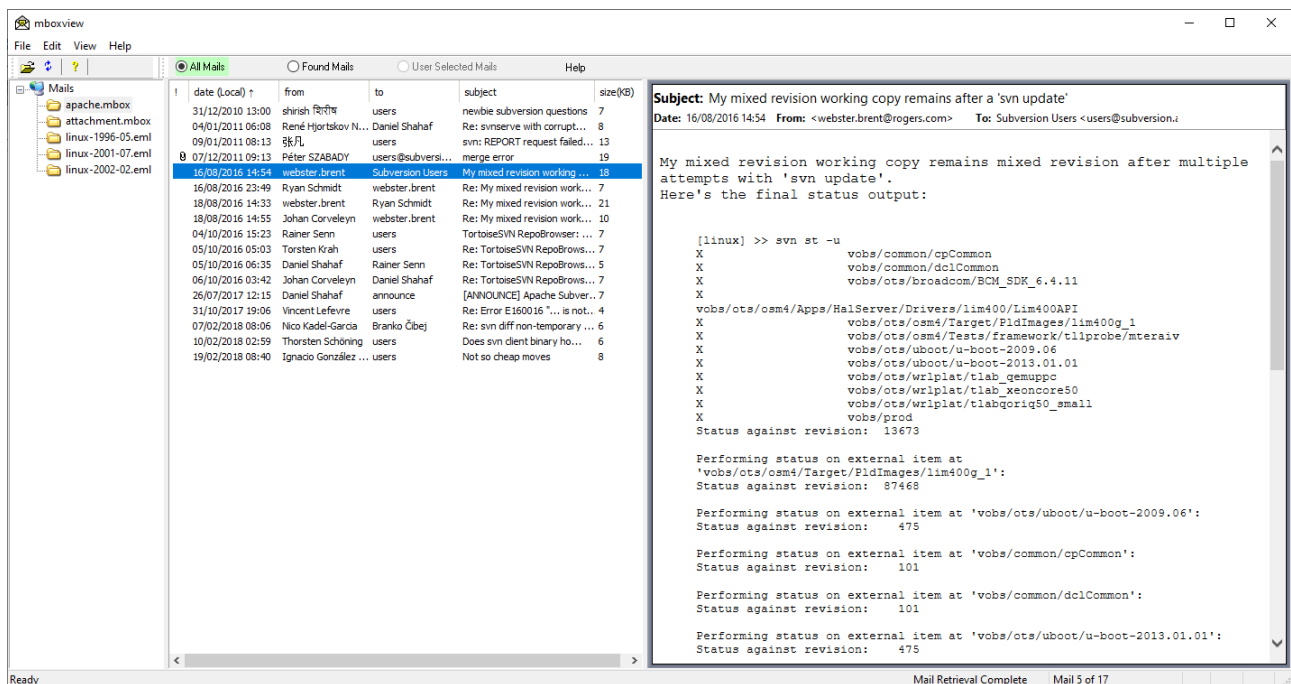 mboxview
File Edit View Help
? All Mails Found Mails User Selected Mails Help
Mails
apache.mbox
attachment.mbox
linux-1996-05.eml
linux-2001-07.eml
linux-2002-02.eml
! date (Local) ↑ from to subject size(KB)
31/12/2010 13:00 shirish शिरीष users newbie subversion questions 7
04/01/2011 06:08 René Hjortskov N... Daniel Shahaf Re: svnserve with corrupt... 8
09/01/2011 08:13 张凡 users svn: REPORT request failed... 13
07/12/2011 09:13 Péter SZABADY users@subversi... merge error 19
16/08/2016 14:54 webster.brent Subversion Users My mixed revision working ... 18
16/08/2016 23:49 Ryan Schmidt webster.brent Re: My mixed revision work... 7
18/08/2016 14:33 webster.brent Ryan Schmidt Re: My mixed revision work... 21
18/08/2016 14:55 Johan Corveleyn webster.brent Re: My mixed revision work... 10
04/10/2016 15:23 Rainer Senn users TortoiseSVN RepoBrowser: ... 7
05/10/2016 05:03 Torsten Krah users Re: TortoiseSVN RepoBrows... 7
05/10/2016 06:35 Daniel Shahaf Rainer Senn Re: TortoiseSVN RepoBrows... 5
06/10/2016 03:42 Johan Corveleyn Daniel Shahaf Re: TortoiseSVN RepoBrows... 7
26/07/2017 12:15 Daniel Shahaf announce [ANNOUNCE] Apache Subver... 7
31/10/2017 19:06 Vincent Lefevre users Re: Error E160016 "... is not... 4
07/02/2018 08:06 Nico Kadel-Garcia Branko Čibej Re: svn diff non-temporary ... 6
10/02/2018 02:59 Thorsten Schöning users Does svn client binary ho... 6
19/02/2018 08:40 Ignacio González ... users Not so cheap moves 8
Subject: My mixed revision working copy remains after a 'svn update'
Date: 16/08/2016 14:54 From: <webster.brent@rogers.com> To: Subversion Users <users@subversion.a
My mixed revision working copy remains mixed revision after multiple
attempts with 'svn update'.
Here's the final status output:
[linux] >> svn st -u
X vobs/common/cpCommon
X vobs/common/dclCommon
X vobs/ots/broadcom/BCM_SDK_6.4.11
X
vobs/ots/osm4/Apps/HalServer/Drivers/lim400/Lim400API
X vobs/ots/osm4/Target/PldImages/lim400g_1
X vobs/ots/osm4/Tests/framework/tl1probe/mteraiv
X vobs/ots/uboot/u-boot-2009.06
X vobs/ots/uboot/u-boot-2013.01.01
X vobs/ots/wrlplat/tlab_qemuppc
X vobs/ots/wrlplat/tlab_xeoncore50
X vobs/ots/wrlplat/tlabqoriq50_small
X vobs/prod
Status against revision: 13673
Performing status on external item at
'vobs/ots/osm4/Target/PldImages/lim400g_1':
Status against revision: 87468
Performing status on external item at 'vobs/ots/uboot/u-boot-2009.06':
Status against revision: 475
Performing status on external item at 'vobs/common/cpCommon':
Status against revision: 101
Performing status on external item at 'vobs/common/dclCommon':
Status against revision: 101
Performing status on external item at 'vobs/ots/uboot/u-boot-2013.01.01':
Status against revision: 475
Ready Mail Retrieval Complete Mail 5 of 17